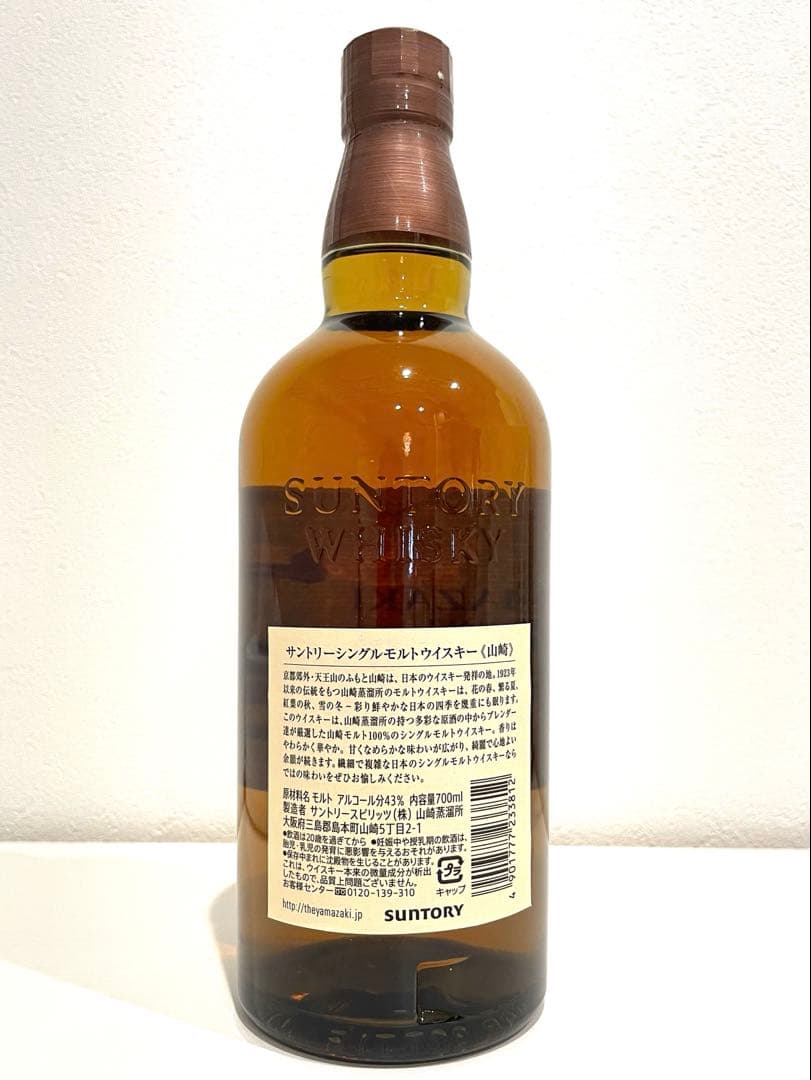 SUNTORY
WHISKY
サントリーシングルモルトウイスキー《山崎》
京都郊外・天王山のふもと山崎は、日本のウイスキー発祥の地。1923年
以来の伝統をもつ山崎蒸溜所のモルトウイスキーは、花の春、繁る夏、
紅葉の秋、雪の冬－彩り鮮やかな日本の四季を幾重にも眠ります。
このウイスキーは、山崎蒸溜所の持つ多彩な原酒の中からブレンダー
達が厳選した山崎モルト100%のシングルモルトウイスキー。香りは
やわらかく華やか。甘くなめらかな味わいが広がり、綺麗で心地よい
余韻が続きます。繊細で複雑な日本のシングルモルトウイスキーなら
ではの味わいをぜひお愉しみください。
原材料名 モルト アルコール分43% 内容量700ml
製造者 サントリースピリッツ(株) 山崎蒸溜所
大阪府三島郡島本町山崎5丁目2-1
●飲酒は20歳を過ぎてから ●妊娠中や授乳期の飲酒は、
胎児・乳児の発育に悪影響を与えるおそれがあります。
●保存中まれに沈殿物を生じることがあります。
これは、ウイスキー本来の微量成分が析出
したもので、品質上問題ございません。
お客様センター 0120-139-310
プラ
キャップ
http://theyamazaki.jp
SUNTORY
4 901777 233812